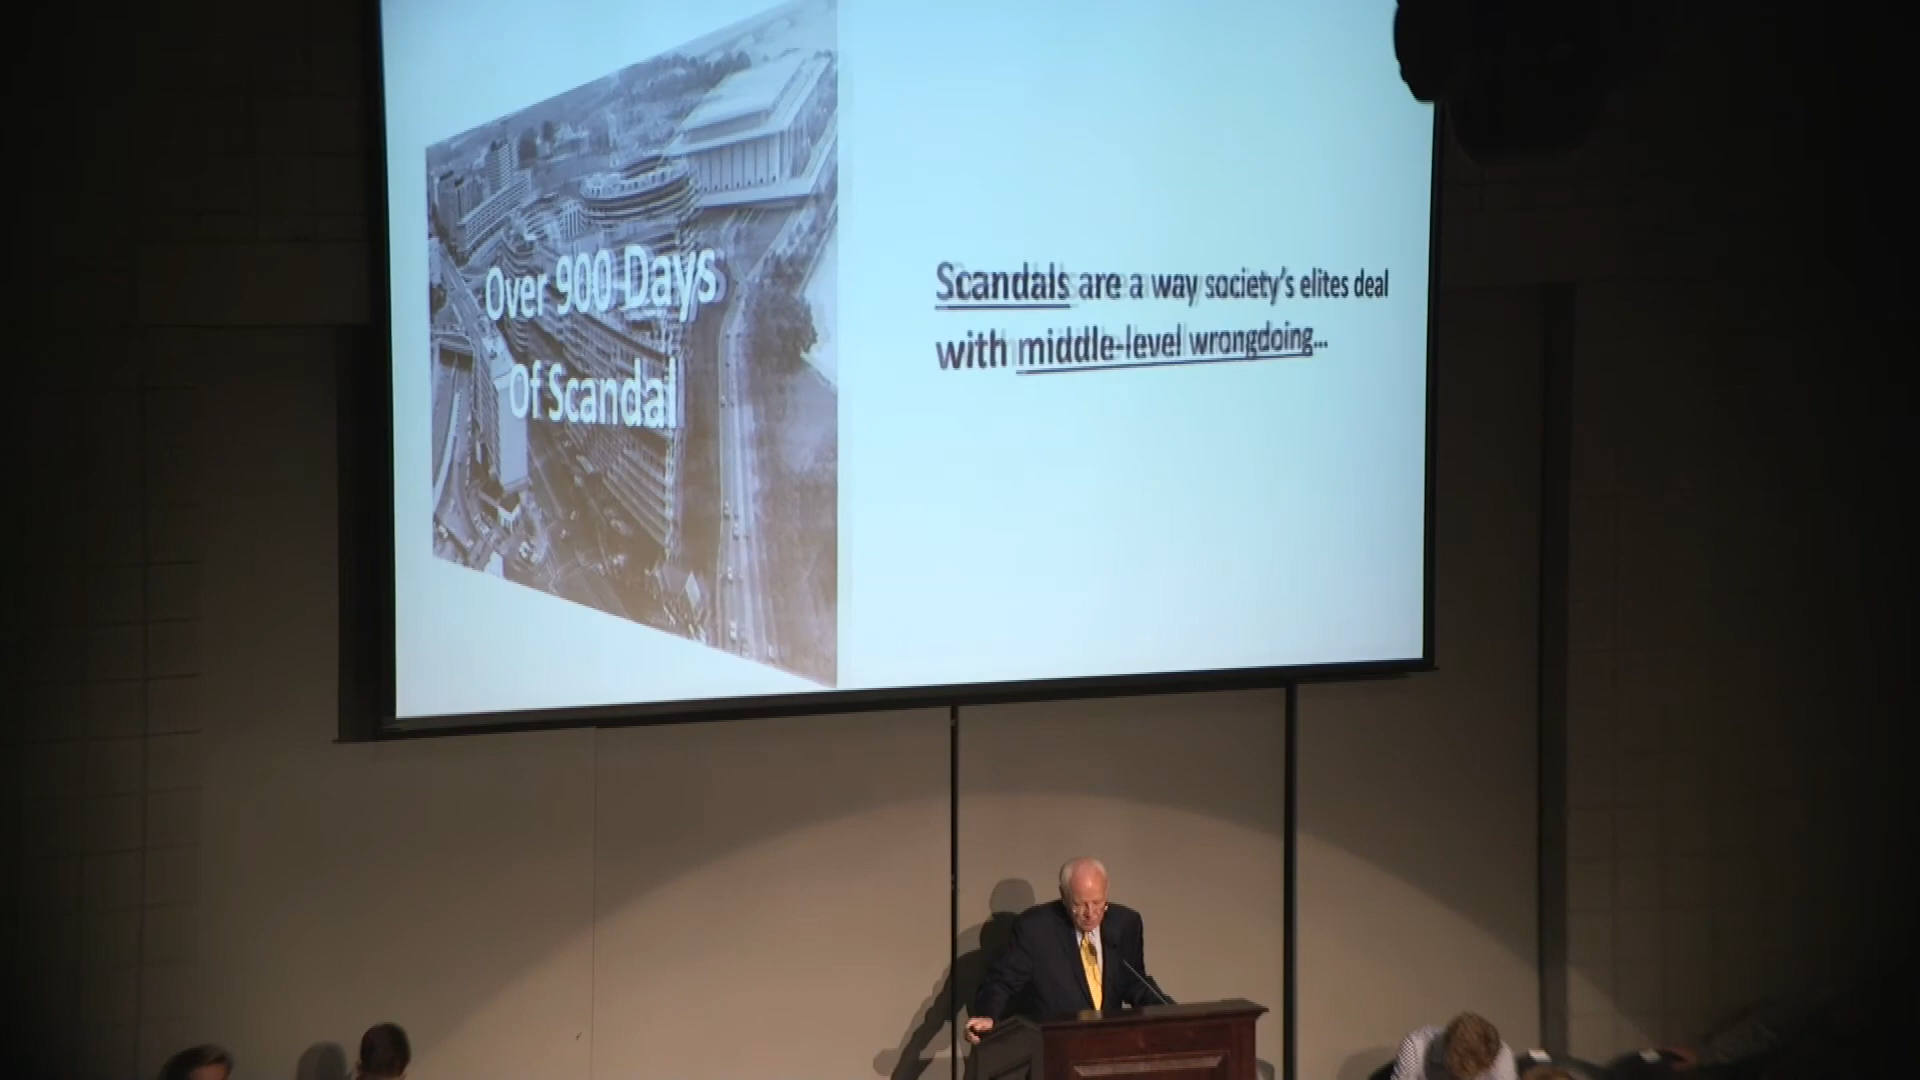 Over 900 Days
Of Scandal
Scandals are a way society's elites deal
with middle-level wrongdoing...